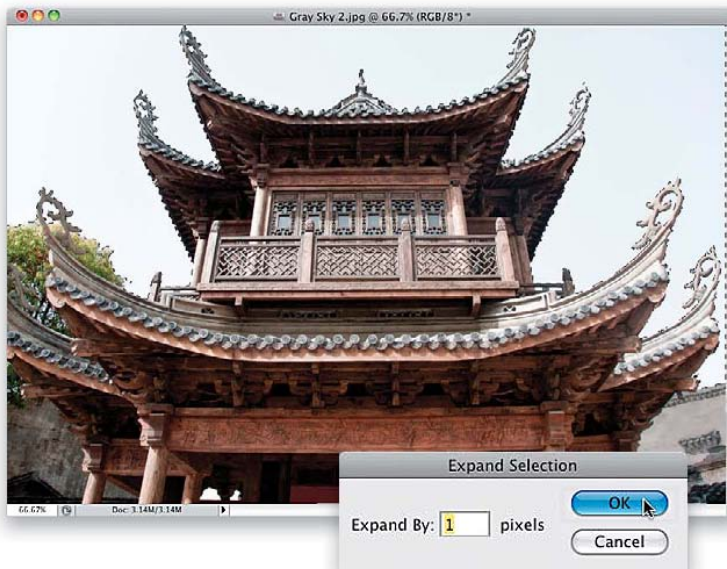 Gray Sky 2.jpg @ 66.7% (RGB/8*) *
66.67%
Doc: 3.14M/3.14M
Expand Selection
Expand By: 1 pixels
OK
Cancel